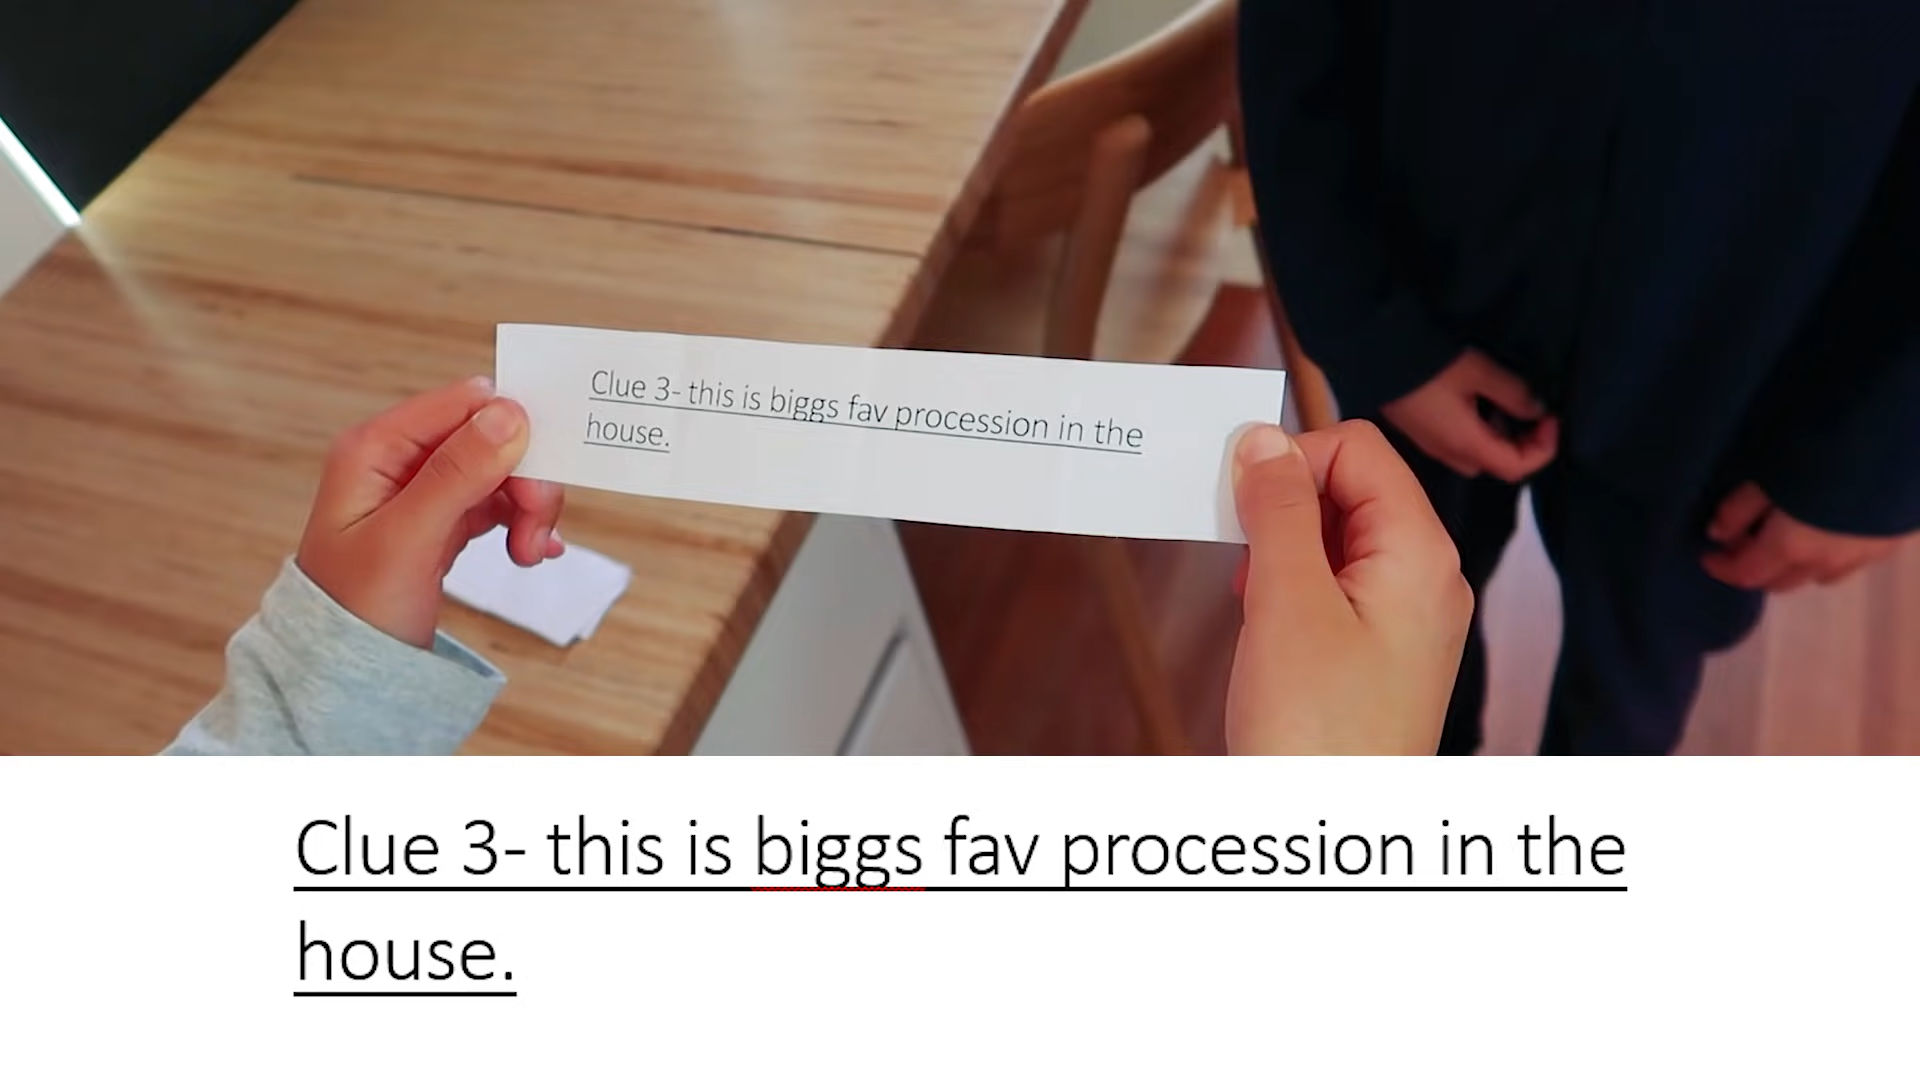 Clue 3- this is biggs fav procession in the
house.
Clue 3- this is biggs fav procession in the
house.